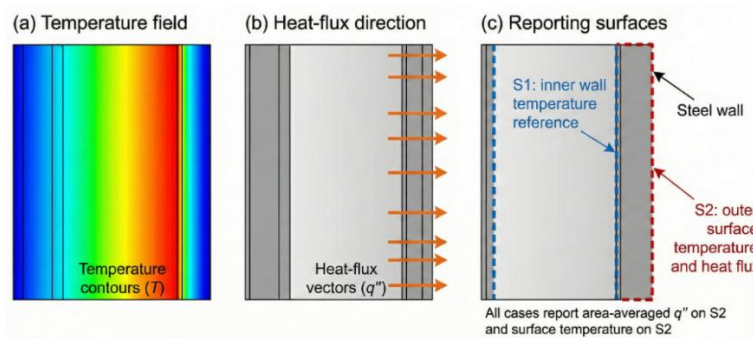 (a) Temperature field
Temperature
contours (T)
(b) Heat-flux direction
Heat-flux
vectors (q″)
(c) Reporting surfaces
S1: inner wall
temperature
reference
Steel wall
S2: oute
surface
temperature
and heat flu
All cases report area-averaged q″ on S2
and surface temperature on S2